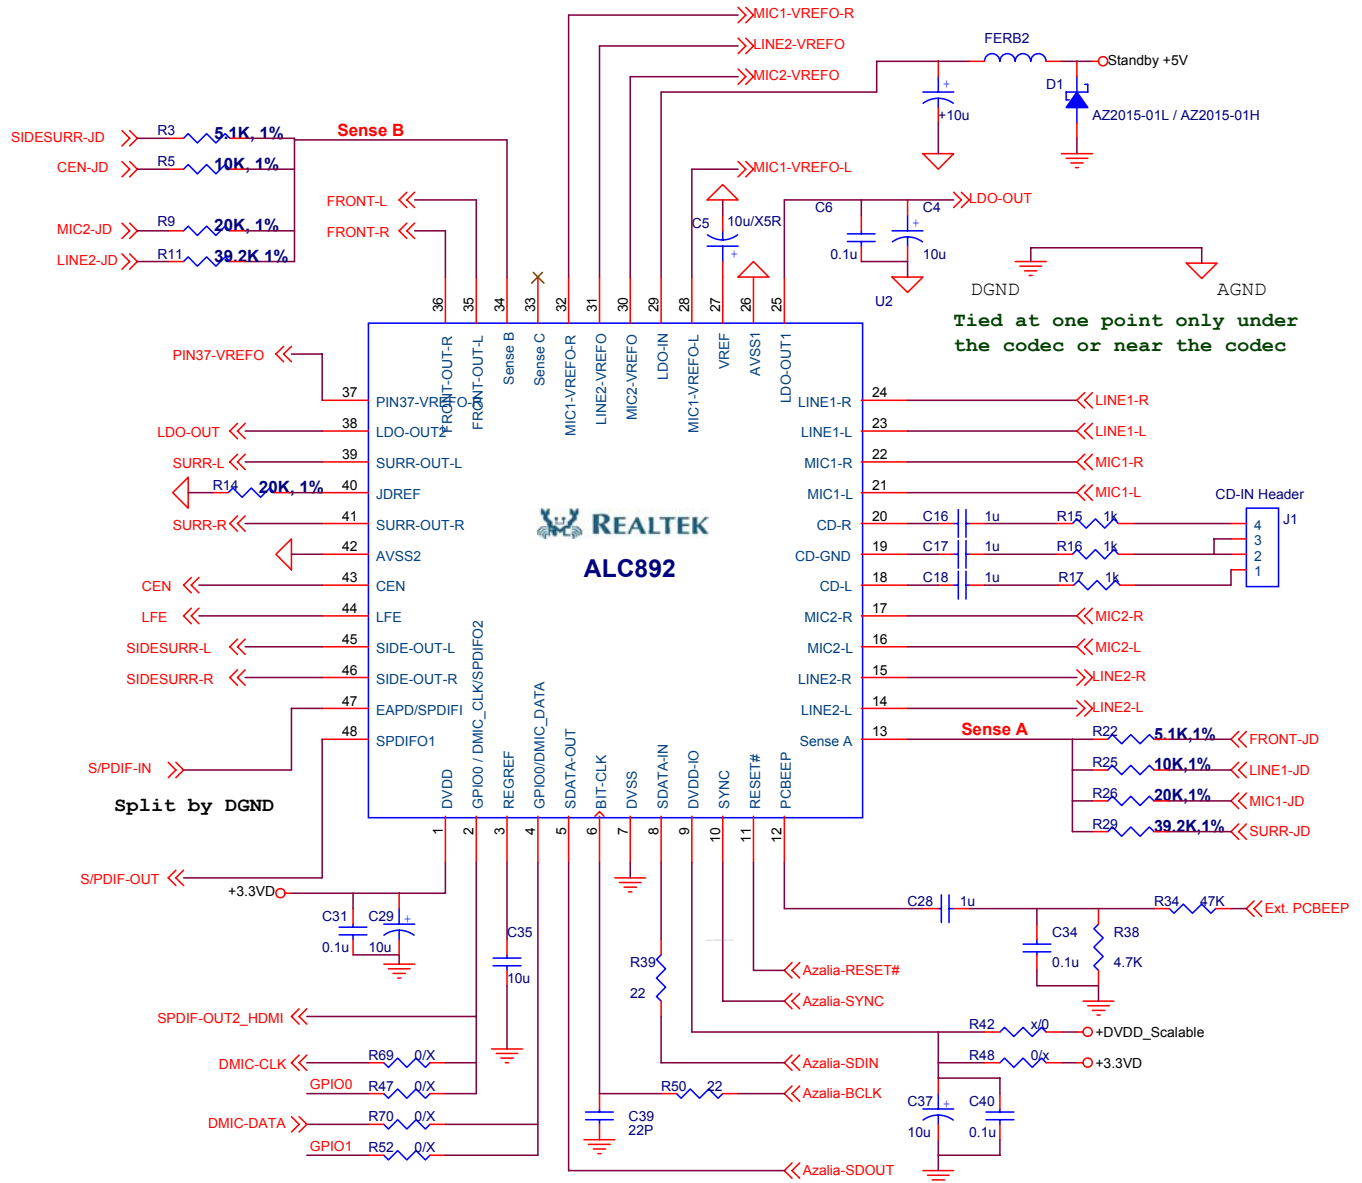 MIC1-VREFO-R
LINE2-VREFO
MIC2-VREFO
FERB2
Standby +5V
D1
AZ2015-01L / AZ2015-01H
+10u
SIDESURR-JD
R3
5.1K, 1%
Sense B
CEN-JD
R5
10K, 1%
MIC2-JD
R9
20K, 1%
LINE2-JD
R11
39.2K 1%
FRONT-L
FRONT-R
MIC1-VREFO-L
C5
10u/X5R
C6
0.1u
C4
10u
LDO-OUT
U2
DGND
AGND
Tied at one point only under
the codec or near the codec
36
35
34
33
32
31
30
29
28
27
26
25
FRONT-OUT-R
FRONT-OUT-L
Sense B
Sense C
MIC1-VREFO-R
LINE2-VREFO
MIC2-VREFO
LDO-IN
MIC1-VREFO-L
VREF
AVSS1
LDO-OUT1
PIN37-VREFO
37
PIN37-VREFO-R
LDO-OUT
38
LDO-OUT2
SURR-L
39
SURR-OUT-L
R14
20K, 1%
40
JDREF
SURR-R
41
SURR-OUT-R
42
AVSS2
CEN
43
CEN
LFE
44
LFE
SIDESURR-L
45
SIDE-OUT-L
SIDESURR-R
46
SIDE-OUT-R
47
EAPD/SPDIFI
48
SPDIFO1
S/PDIF-IN
Split by DGND
S/PDIF-OUT
REALTEK
ALC892
LINE1-R
24
LINE1-R
LINE1-L
23
LINE1-L
MIC1-R
22
MIC1-R
MIC1-L
21
MIC1-L
CD-IN Header
J1
CD-R
20
C16
1u
R15
1k
4
3
CD-GND
19
C17
1u
R16
1k
2
CD-L
18
C18
1u
R17
1k
1
MIC2-R
17
MIC2-R
MIC2-L
16
MIC2-L
LINE2-R
15
LINE2-R
LINE2-L
14
LINE2-L
Sense A
13
Sense A
R22
5.1K,1%
FRONT-JD
R25
10K,1%
LINE1-JD
R26
20K,1%
MIC1-JD
R29
39.2K,1%
SURR-JD
DVDD
GPIO0 / DMIC_CLK/SPDIFO2
REGREF
GPIO0/DMIC_DATA
SDATA-OUT
BIT-CLK
DVSS
SDATA-IN
DVDD-IO
SYNC
RESET#
PCBEEP
1
2
3
4
5
6
7
8
9
10
11
12
+3.3VD
C31
0.1u
C29
10u
C35
10u
C28
1u
R34
47K
Ext. PCBEEP
C34
0.1u
R38
4.7K
R39
22
Azalia-RESET#
Azalia-SYNC
SPDIF-OUT2_HDMI
R42
x/0
+DVDD_Scalable
DMIC-CLK
R69
0/X
Azalia-SDIN
R48
0/x
+3.3VD
GPIO0
R47
0/X
R50
22
Azalia-BCLK
C39
22P
C37
10u
C40
0.1u
DMIC-DATA
R70
0/X
GPIO1
R52
0/X
Azalia-SDOUT